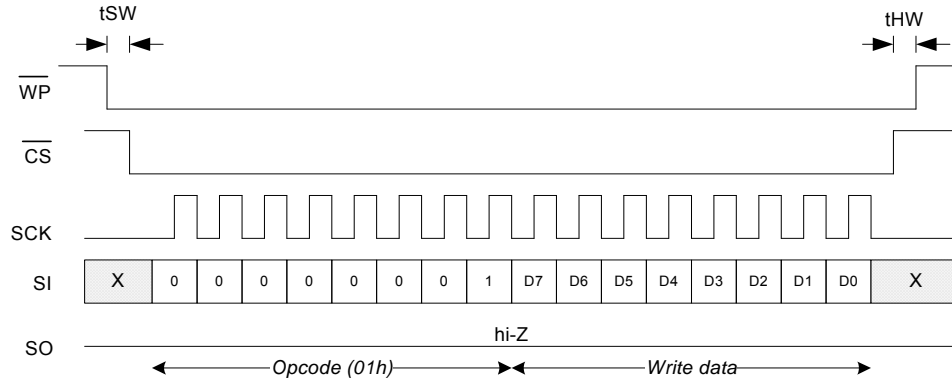 tSW tHW
WP
CS
SCK
SI X 0 0 0 0 0 0 0 1 D7 D6 D5 D4 D3 D2 D1 D0 X
hi-Z
SO
Opcode (01h) Write data